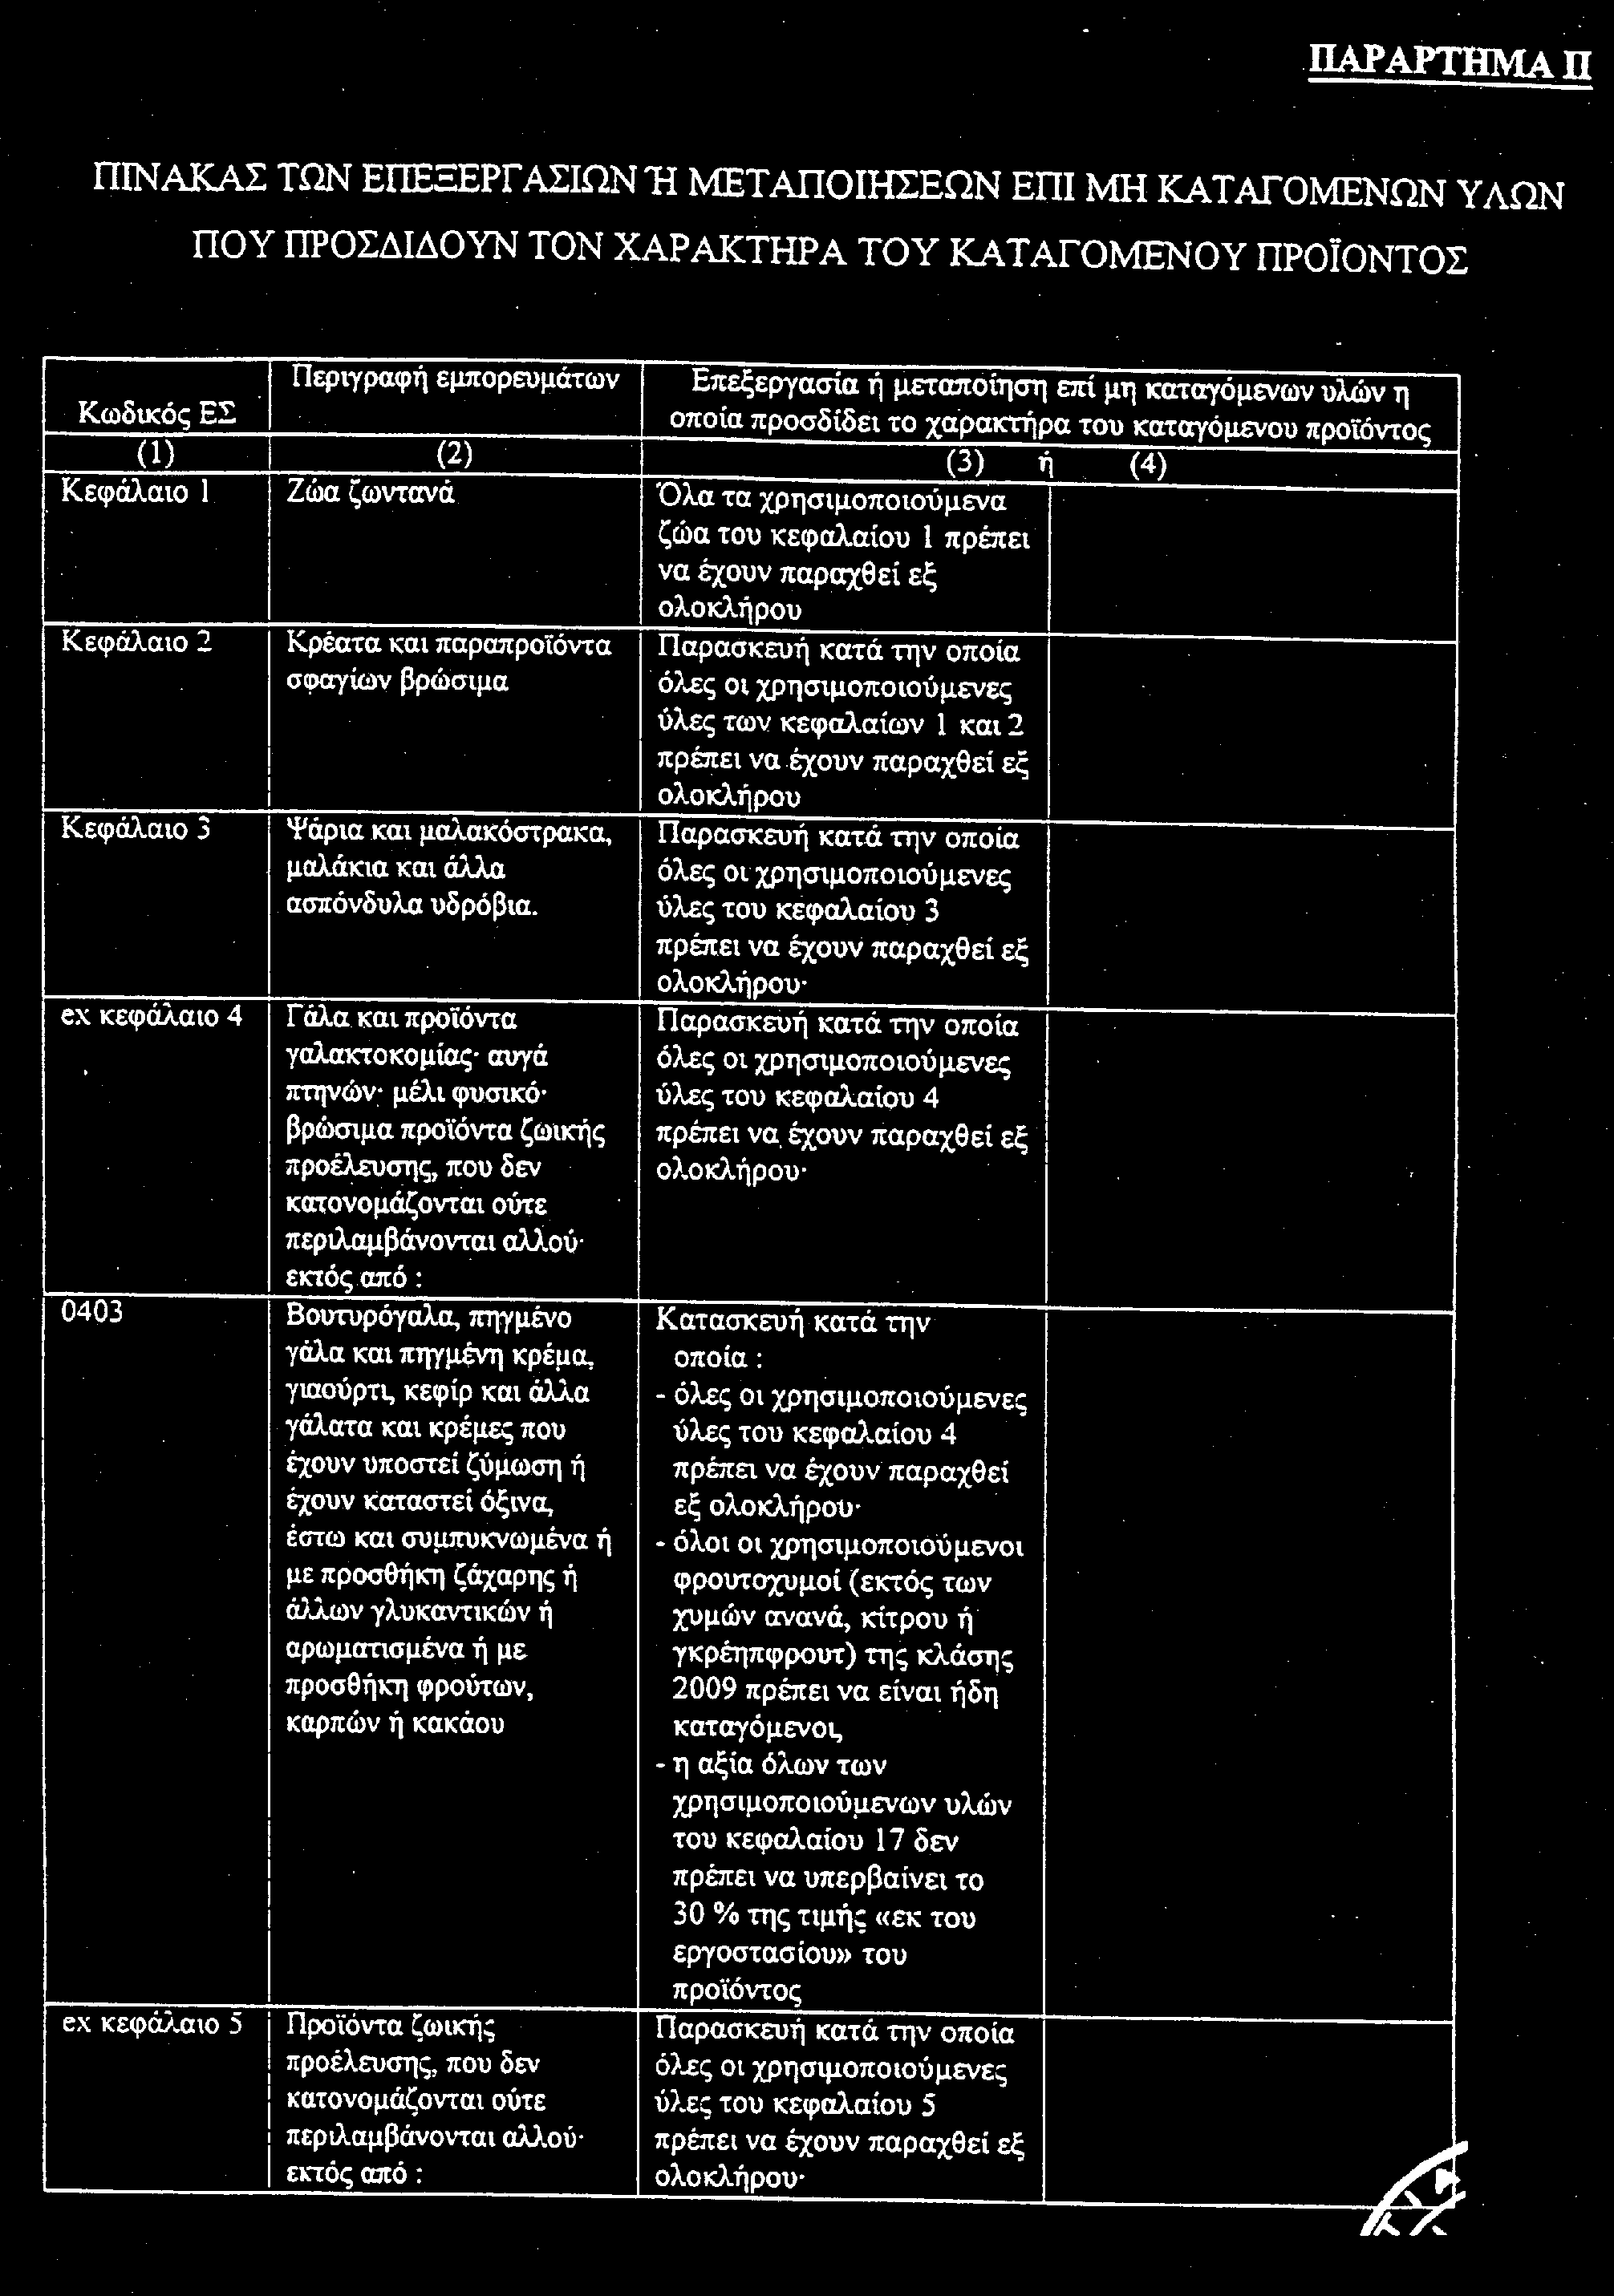 ΠΑΡΑΡΤΗΜΑ ΙΙ
ΠΙΝΑΚΑΣ ΤΩΝ ΕΠΕΞΕΡΓΑΣΙΩΝ Ή ΜΕΤΑΠΟΙΗΣΕΩΝ ΕΠΙ ΜΗ ΚΑΤΑΓΟΜΕΝΩΝ ΥΛΩΝ
ΠΟΥ ΠΡΟΣΔΙΔΟΥΝ ΤΟΝ ΧΑΡΑΚΤΗΡΑ ΤΟΥ ΚΑΤΑΓΟΜΕΝΟΥ ΠΡΟΪΟΝΤΟΣ
Κωδικός ΕΣ
Περιγραφή εμπορευμάτων
Επεξεργασία ή μεταποίηση επί μη καταγόμενων υλών η
οποία προσδίδει το χαρακτήρα του καταγόμενου προϊόντος
(1)
(2)
(3) ή (4)
Κεφάλαιο 1
Ζώα ζωντανά
Όλα τα χρησιμοποιούμενα
ζώα του κεφαλαίου 1 πρέπει
να έχουν παραχθεί εξ
ολοκλήρου
Κεφάλαιο 2
Κρέατα και παραπροϊόντα
σφαγίων βρώσιμα
Παρασκευή κατά την οποία
όλες οι χρησιμοποιούμενες
ύλες των κεφαλαίων 1 και 2
πρέπει να έχουν παραχθεί εξ
ολοκλήρου
Κεφάλαιο 3
Ψάρια και μαλακόστρακα,
μαλάκια και άλλα
ασπόνδυλα υδρόβια.
Παρασκευή κατά την οποία
όλες οι χρησιμοποιούμενες
ύλες του κεφαλαίου 3
πρέπει να έχουν παραχθεί εξ
ολοκλήρου·
ex κεφάλαιο 4
Γάλα και προϊόντα
γαλακτοκομίας· αυγά
πτηνών· μέλι φυσικό·
βρώσιμα προϊόντα ζωικής
προέλευσης, που δεν
κατονομάζονται ούτε
περιλαμβάνονται αλλού·
εκτός από :
Παρασκευή κατά την οποία
όλες οι χρησιμοποιούμενες
ύλες του κεφαλαίου 4
πρέπει να έχουν παραχθεί εξ
ολοκλήρου·
0403
Βουτυρόγαλα, πηγμένο
γάλα και πηγμένη κρέμα,
γιαούρτι, κεφίρ και άλλα
γάλατα και κρέμες που
έχουν υποστεί ζύμωση ή
έχουν καταστεί όξινα,
έστω και συμπυκνωμένα ή
με προσθήκη ζάχαρης ή
άλλων γλυκαντικών ή
αρωματισμένα ή με
προσθήκη φρούτων,
καρπών ή κακάου
Κατασκευή κατά την
οποία :
- όλες οι χρησιμοποιούμενες
ύλες του κεφαλαίου 4
πρέπει να έχουν παραχθεί
εξ ολοκλήρου·
- όλοι οι χρησιμοποιούμενοι
φρουτοχυμοί (εκτός των
χυμών ανανά, κίτρου ή
γκρέηπφρουτ) της κλάσης
2009 πρέπει να είναι ήδη
καταγόμενοι,
- η αξία όλων των
χρησιμοποιούμενων υλών
του κεφαλαίου 17 δεν
πρέπει να υπερβαίνει το
30 % της τιμής «εκ του
εργοστασίου» του
προϊόντος
ex κεφάλαιο 5
Προϊόντα ζωικής
προέλευσης, που δεν
κατονομάζονται ούτε
περιλαμβάνονται αλλού·
εκτός από :
Παρασκευή κατά την οποία
όλες οι χρησιμοποιούμενες
ύλες του κεφαλαίου 5
πρέπει να έχουν παραχθεί εξ
ολοκλήρου·